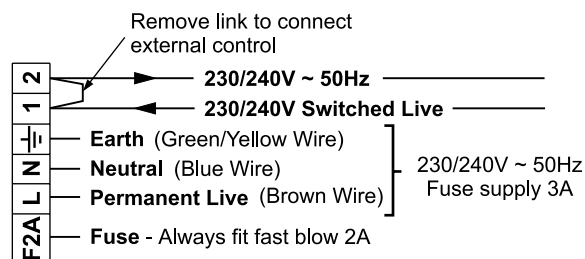 Remove link to connect
external control
2 230/240V ~ 50Hz
1 230/240V Switched Live
Earth (Green/Yellow Wire)
N Neutral (Blue Wire)
L Permanent Live (Brown Wire)
230/240V ~ 50Hz
Fuse supply 3A
F2A Fuse - Always fit fast blow 2A